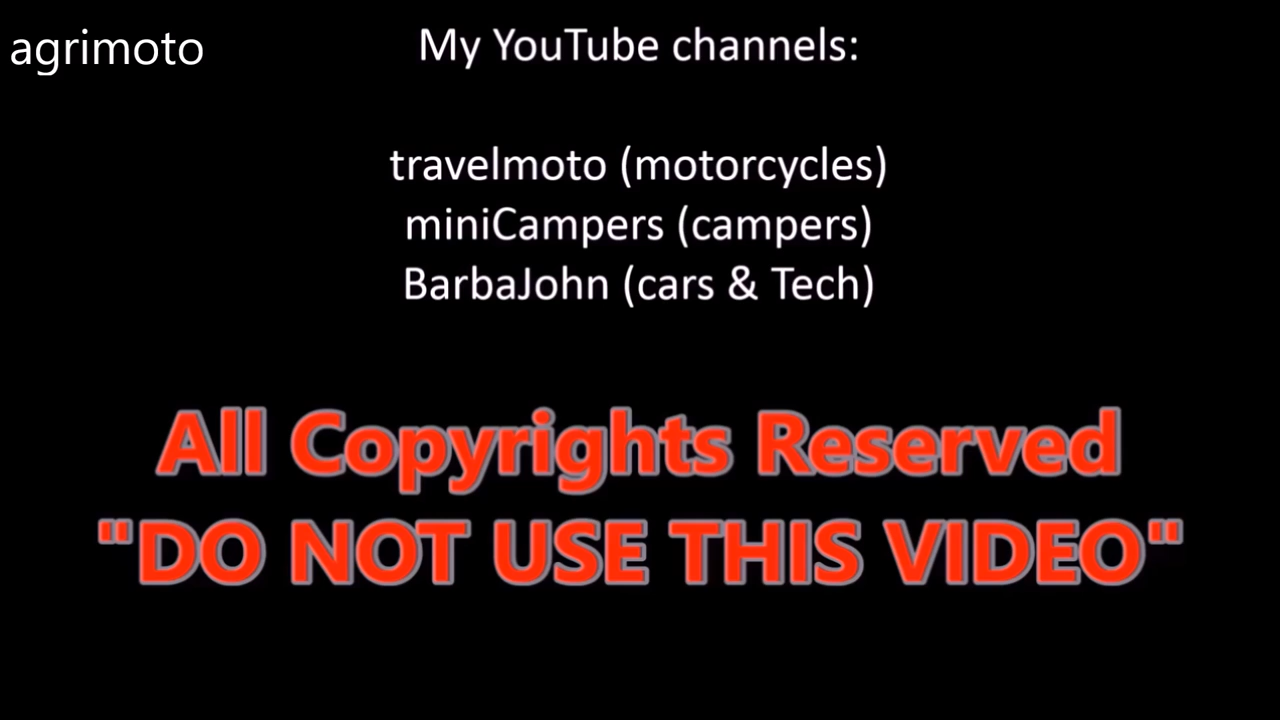 agrimoto
My YouTube channels:
travelmoto (motorcycles)
miniCampers (campers)
BarbaJohn (cars & Tech)
All Copyrights Reserved
"DO NOT USE THIS VIDEO"